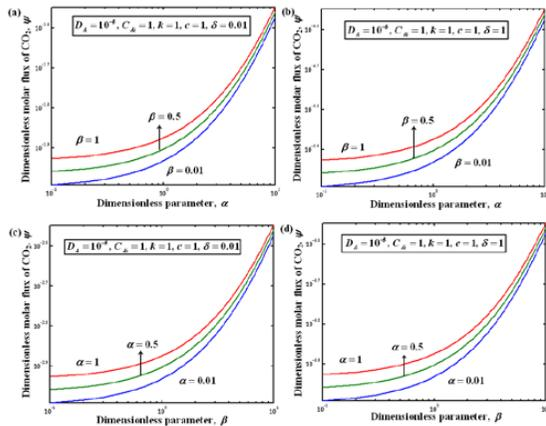 (a)
Dimensionless molar flux of CO₂, ψ
D_A = 10⁻⁶, C_Ai = 1, k = 1, c = 1, δ = 0.01
β = 0.5
β = 1
β = 0.01
Dimensionless parameter, α
(b)
Dimensionless molar flux of CO₂, ψ
D_A = 10⁻⁶, C_Ai = 1, k = 1, c = 1, δ = 1
β = 0.5
β = 1
β = 0.01
Dimensionless parameter, α
(c)
Dimensionless molar flux of CO₂, ψ
D_A = 10⁻⁶, C_Ai = 1, k = 1, c = 1, δ = 0.01
α = 0.5
α = 1
α = 0.01
Dimensionless parameter, β
(d)
Dimensionless molar flux of CO₂, ψ
D_A = 10⁻⁶, C_Ai = 1, k = 1, c = 1, δ = 1
α = 0.5
α = 1
α = 0.01
Dimensionless parameter, β